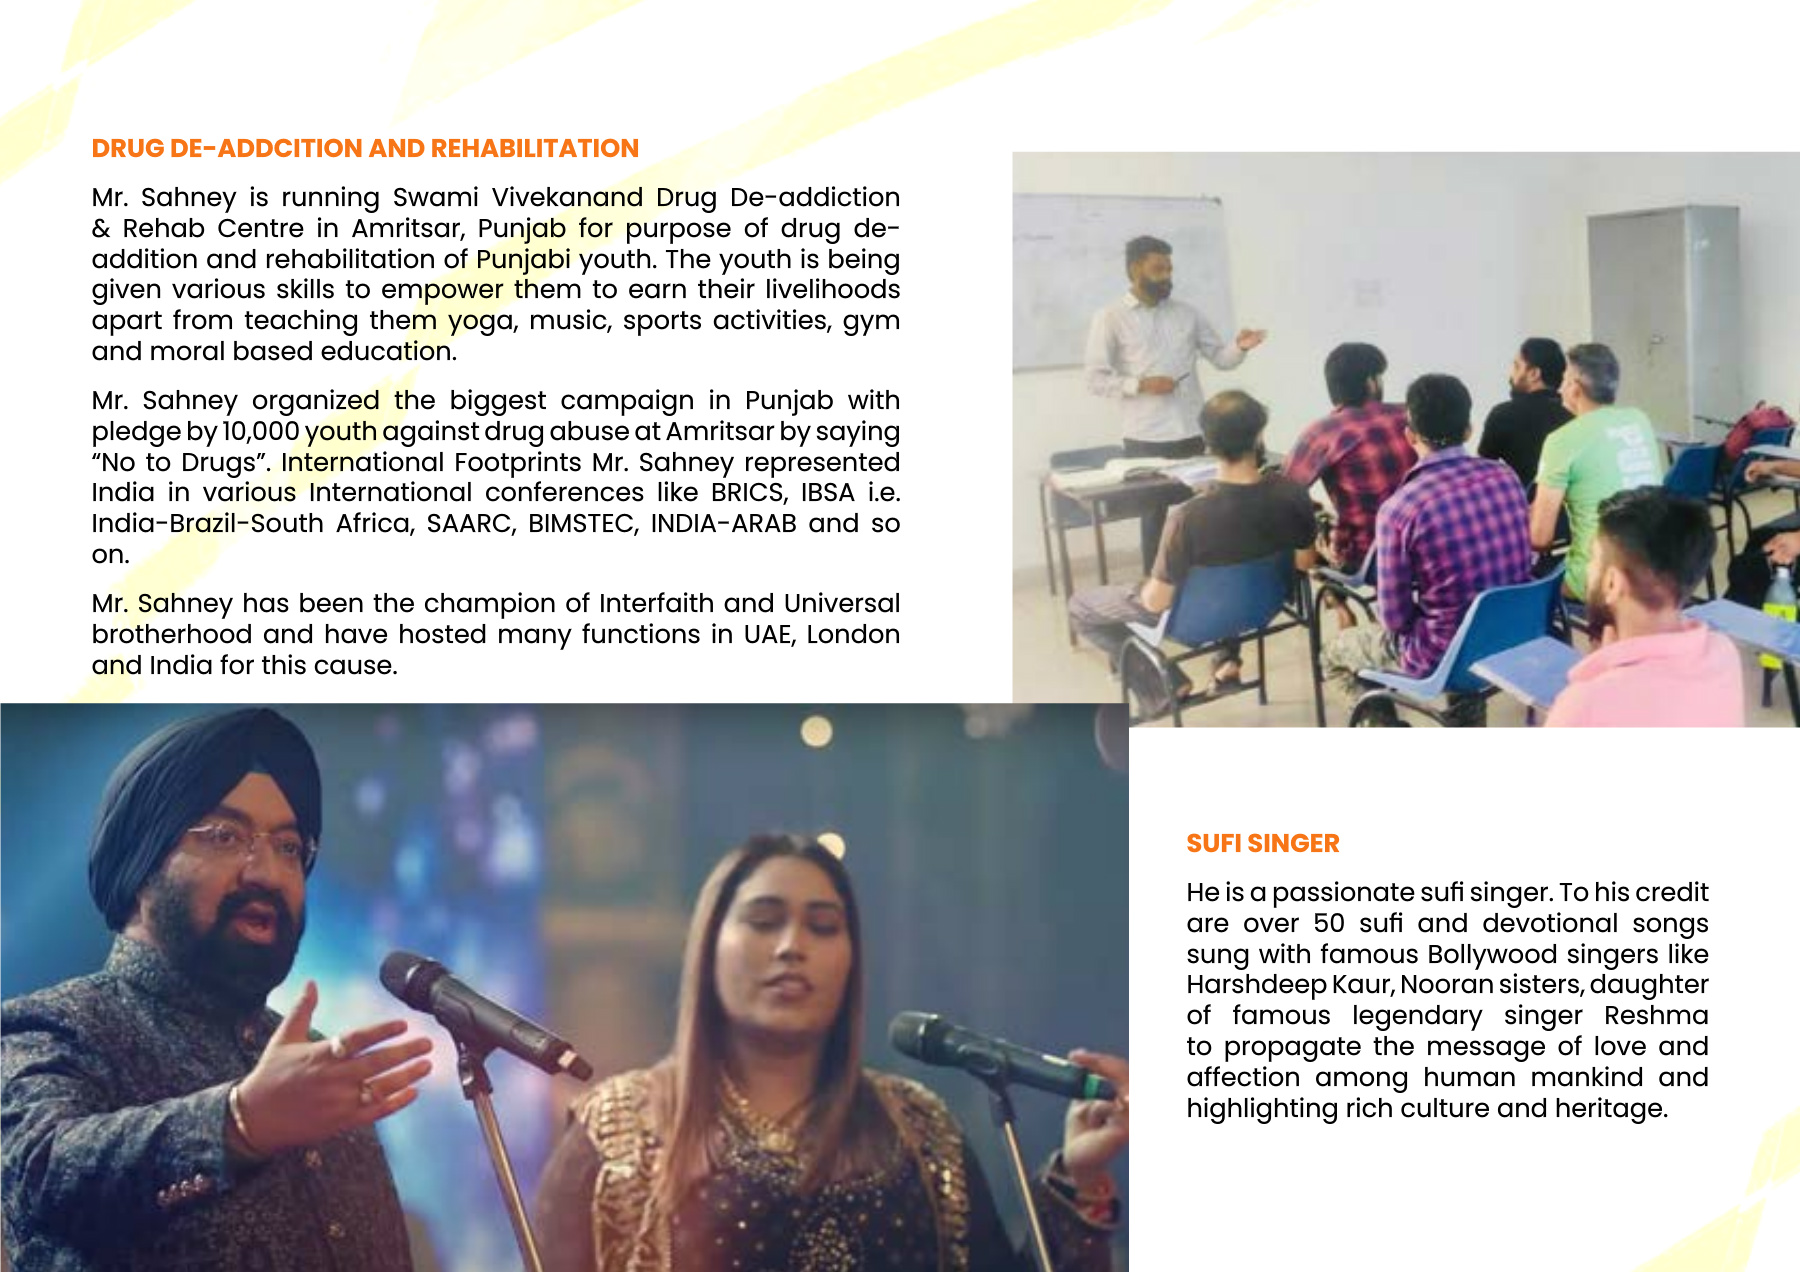 DRUG DE-ADDCITION AND REHABILITATION
Mr. Sahney is running Swami Vivekanand Drug De-addiction
& Rehab Centre in Amritsar, Punjab for purpose of drug de-
addition and rehabilitation of Punjabi youth. The youth is being
given various skills to empower them to earn their livelihoods
apart from teaching them yoga, music, sports activities, gym
and moral based education.
Mr. Sahney organized the biggest campaign in Punjab with
pledge by 10,000 youth against drug abuse at Amritsar by saying
“No to Drugs”. International Footprints Mr. Sahney represented
India in various International conferences like BRICS, IBSA i.e.
India-Brazil-South Africa, SAARC, BIMSTEC, INDIA-ARAB and so
on.
Mr. Sahney has been the champion of Interfaith and Universal
brotherhood and have hosted many functions in UAE, London
and India for this cause.
SUFI SINGER
He is a passionate sufi singer. To his credit
are over 50 sufi and devotional songs
sung with famous Bollywood singers like
Harshdeep Kaur, Nooran sisters, daughter
of famous legendary singer Reshma
to propagate the message of love and
affection among human mankind and
highlighting rich culture and heritage.